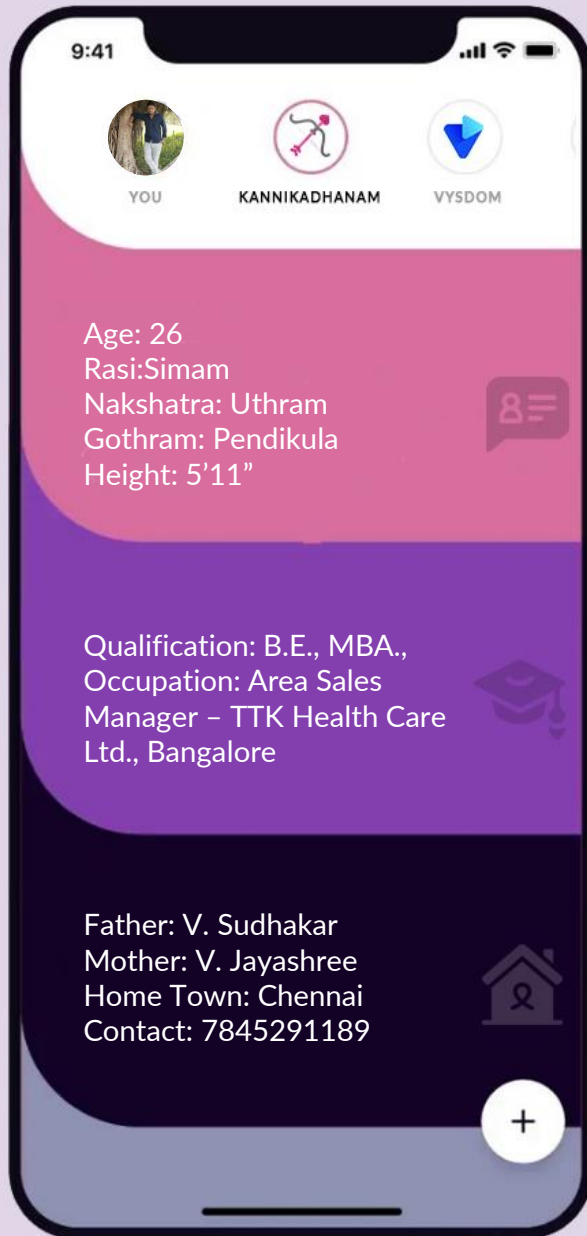 9:41
YOU
KANNIKADHANAM
VYSDOM
Age: 26
Rasi:Simam
Nakshatra: Uthram
Gothram: Pendikula
Height: 5’11”
Qualification: B.E., MBA.,
Occupation: Area Sales
Manager – TTK Health Care
Ltd., Bangalore
Father: V. Sudhakar
Mother: V. Jayashree
Home Town: Chennai
Contact: 7845291189